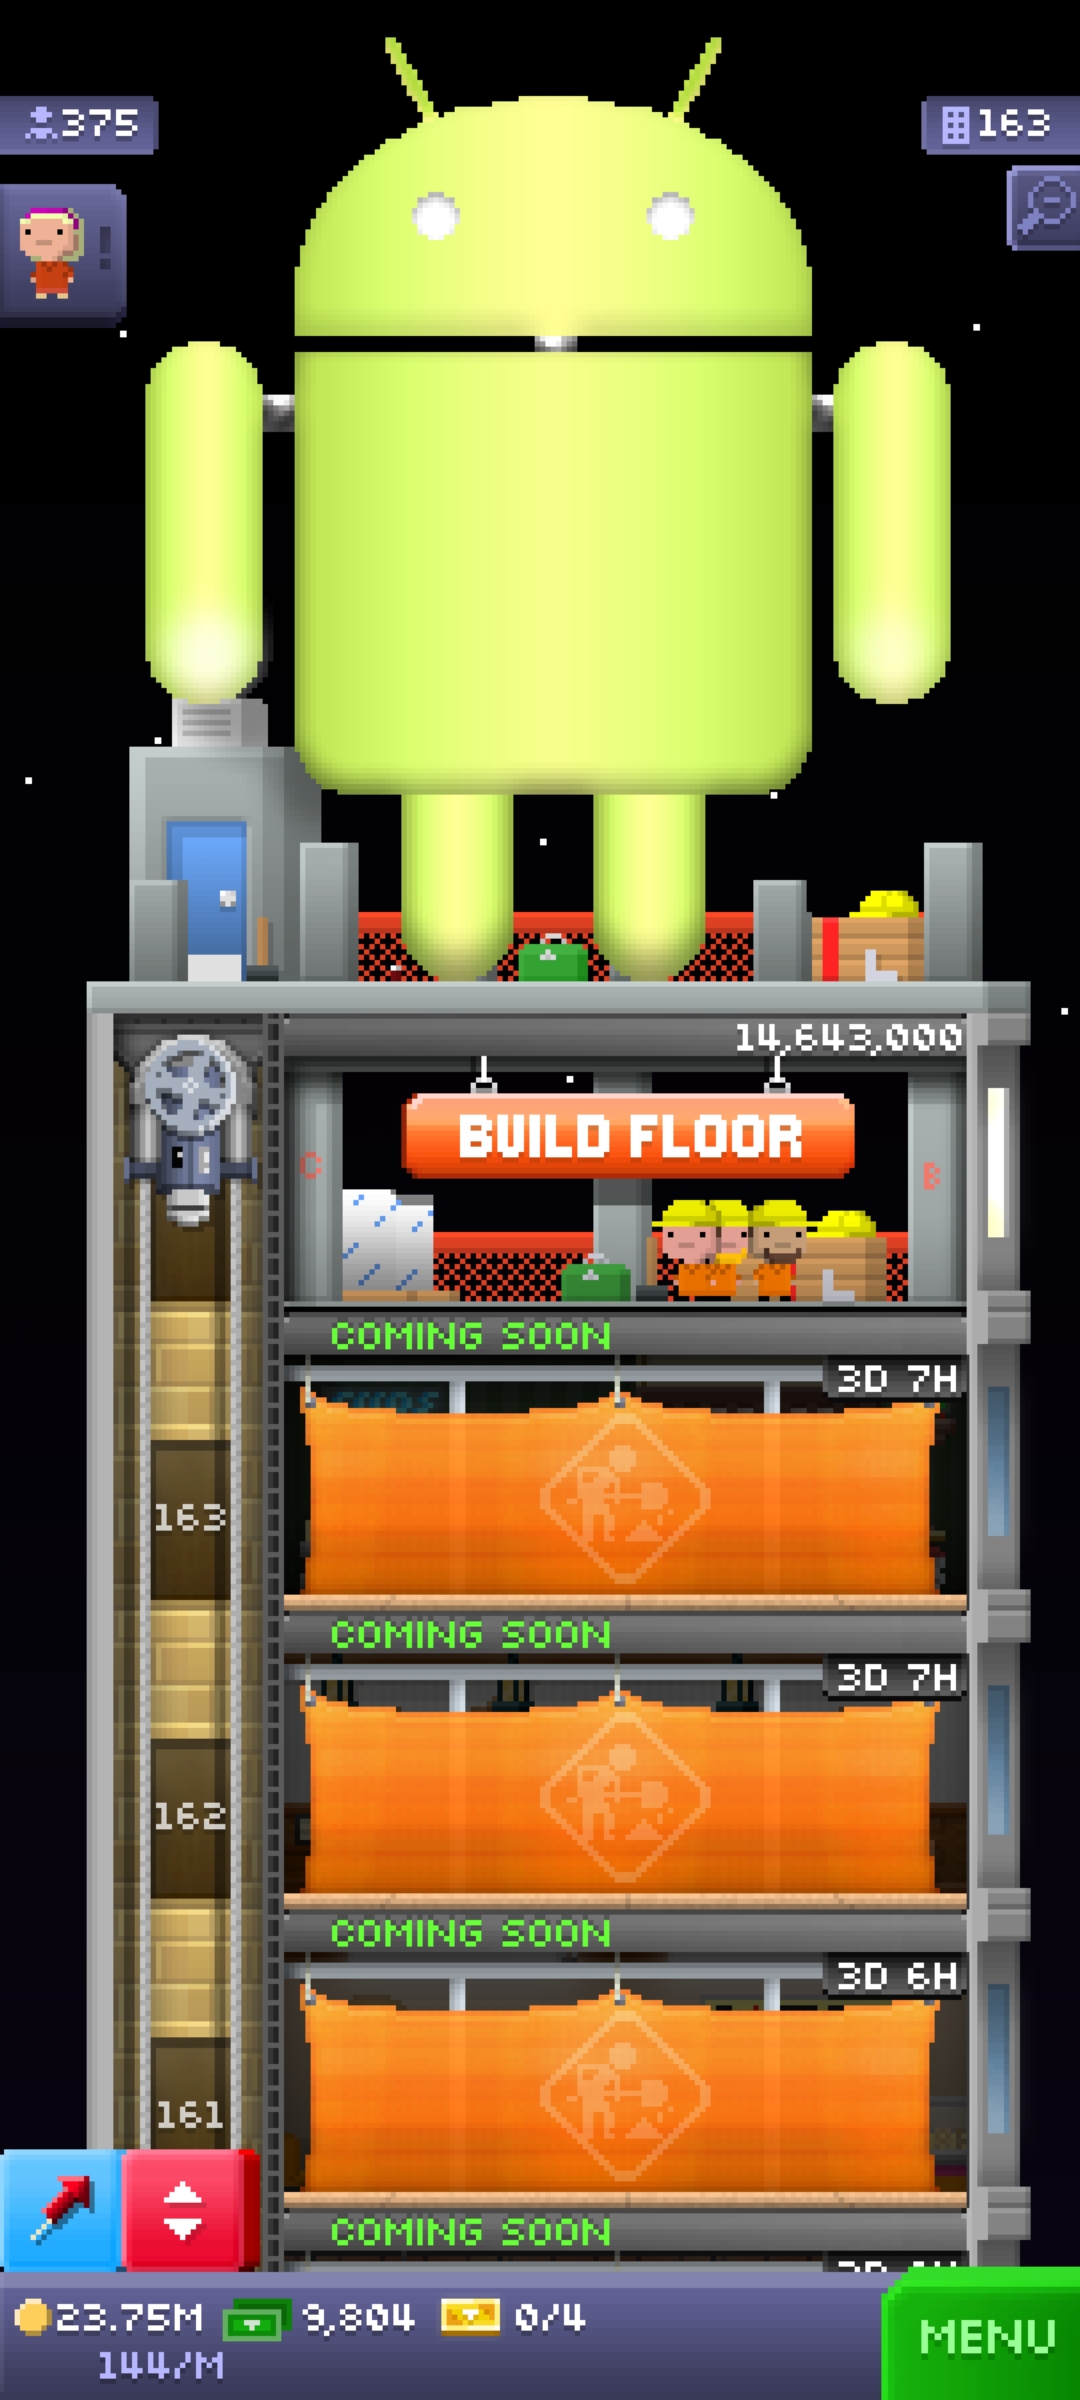 375
163
!
14,643,000
BUILD FLOOR
C
B
COMING SOON
3D 7H
163
COMING SOON
3D 7H
162
COMING SOON
3D 6H
161
COMING SOON
23.75M
9,804
0/4
144/M
MENU